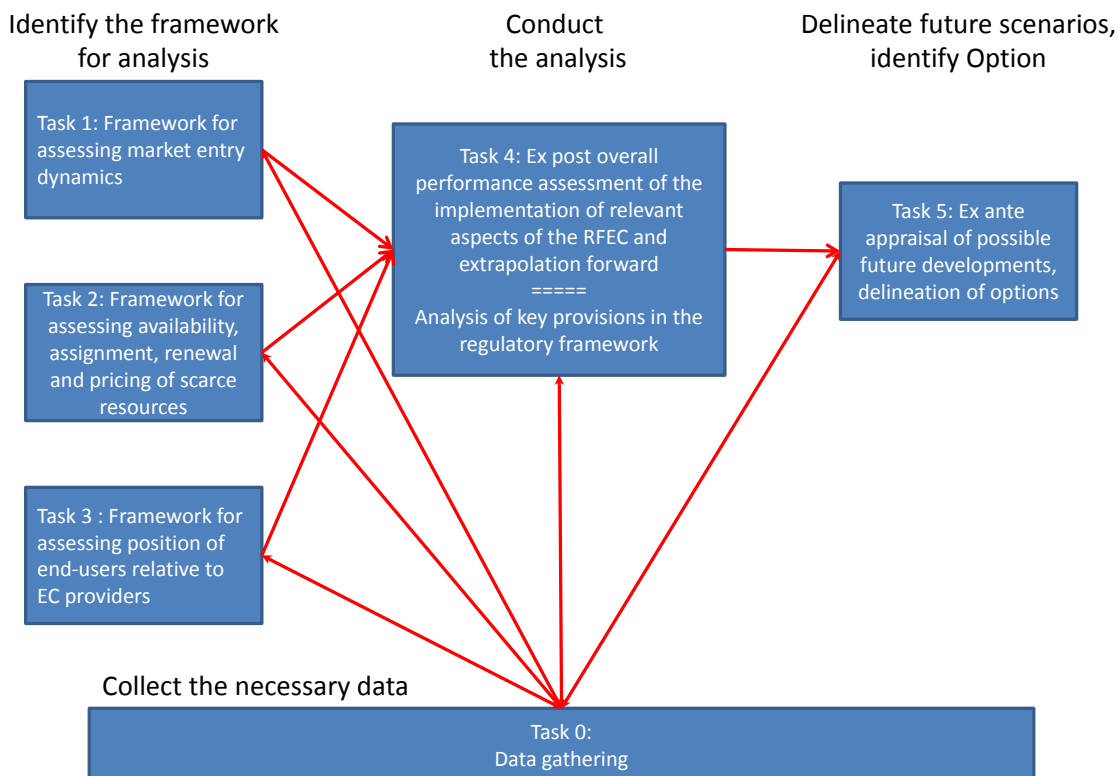 Identify the framework
for analysis
Conduct
the analysis
Delineate future scenarios,
identify Option
Task 1: Framework for
assessing market entry
dynamics
Task 2: Framework for
assessing availability,
assignment, renewal
and pricing of scarce
resources
Task 3 : Framework for
assessing position of
end-users relative to
EC providers
Task 4: Ex post overall
performance assessment of the
implementation of relevant
aspects of the RFEC and
extrapolation forward
=====
Analysis of key provisions in the
regulatory framework
Task 5: Ex ante
appraisal of possible
future developments,
delineation of options
Collect the necessary data
Task 0:
Data gathering